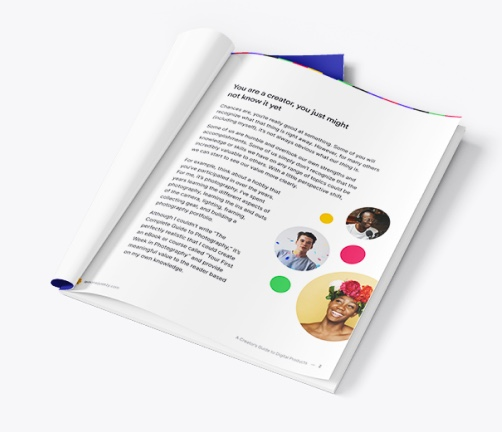 You are a creator, you just might
not know it yet
Chances are, you're really good at something. Some of you will
recognize what that thing is right away. However, for many others
(including myself), it's not always obvious what our thing is.
Some of us are humble and overlook our own strengths and
accomplishments. Some of us simply don't recognize that the
knowledge or skills we have on any range of topics could be
incredibly valuable to others. With a little perspective shift,
we can start to see our value more clearly.
For example, think about a hobby that
you've participated in over the years.
For me, it's photography. I've spent
years learning the different aspects of
photography, learning the ins and outs
of the camera, lighting, framing,
collecting gear, and building a
photography portfolio.
Although I couldn't write "The
Complete Guide to Photography," it's
perfectly realistic that I could create
an eBook or course called "Your First
Week in Photography" and provide
meaningful value to the reader based
on my own knowledge.
A Creator's Guide to Digital Products